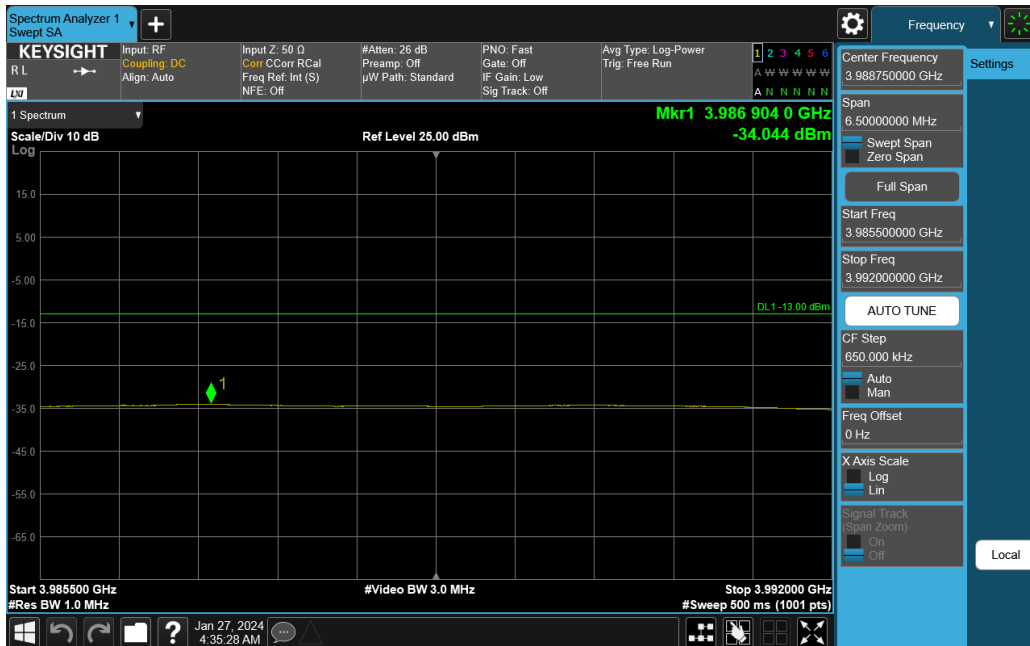 Spectrum Analyzer 1
Swept SA
Frequency
KEYSIGHT
R L
LXI
Input: RF
Coupling: DC
Align: Auto
Input Z: 50 Ω
Corr CCorr RCal
Freq Ref: Int (S)
NFE: Off
#Atten: 26 dB
Preamp: Off
µW Path: Standard
PNO: Fast
Gate: Off
IF Gain: Low
Sig Track: Off
Avg Type: Log-Power
Trig: Free Run
1 2 3 4 5 6
A W W W W W
A N N N N N
1 Spectrum
Scale/Div 10 dB
Ref Level 25.00 dBm
Mkr1 3.986 904 0 GHz
-34.044 dBm
Log
15.0
5.00
-5.00
-15.0
-25.0
-35.0
-45.0
-55.0
-65.0
DL1 -13.00 dBm
1
Start 3.985500 GHz
#Res BW 1.0 MHz
#Video BW 3.0 MHz
Stop 3.992000 GHz
#Sweep 500 ms (1001 pts)
Jan 27, 2024
4:35:28 AM
Center Frequency
3.988750000 GHz
Settings
Span
6.50000000 MHz
Swept Span
Zero Span
Full Span
Start Freq
3.985500000 GHz
Stop Freq
3.992000000 GHz
AUTO TUNE
CF Step
650.000 kHz
Auto
Man
Freq Offset
0 Hz
X Axis Scale
Log
Lin
Signal Track
(Span Zoom)
On
Off
Local